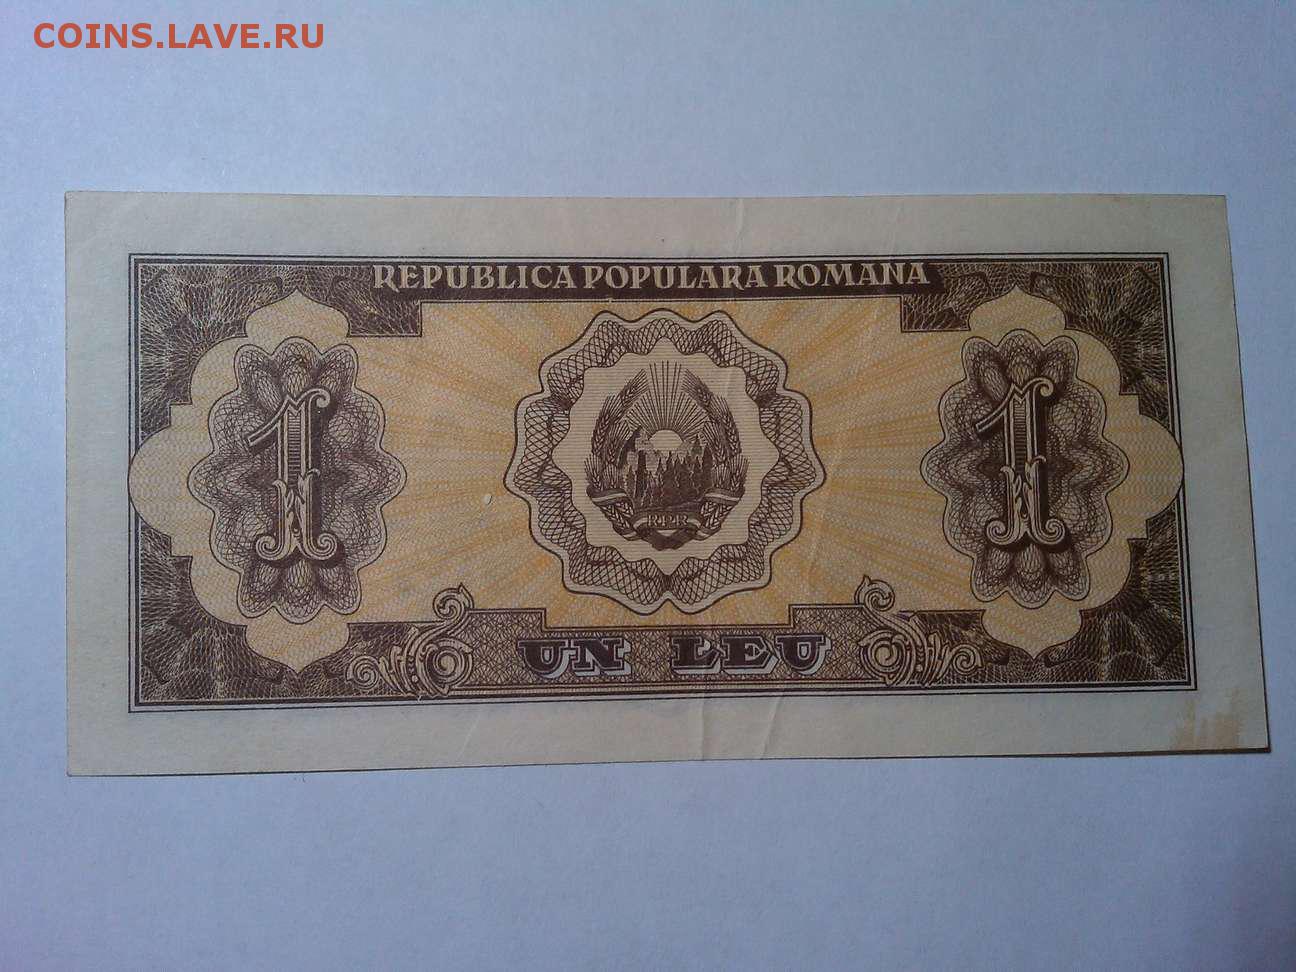 COINS.LAVE.RU
REPUBLICA POPULARA ROMANA
1 1
RPR
UN LEU